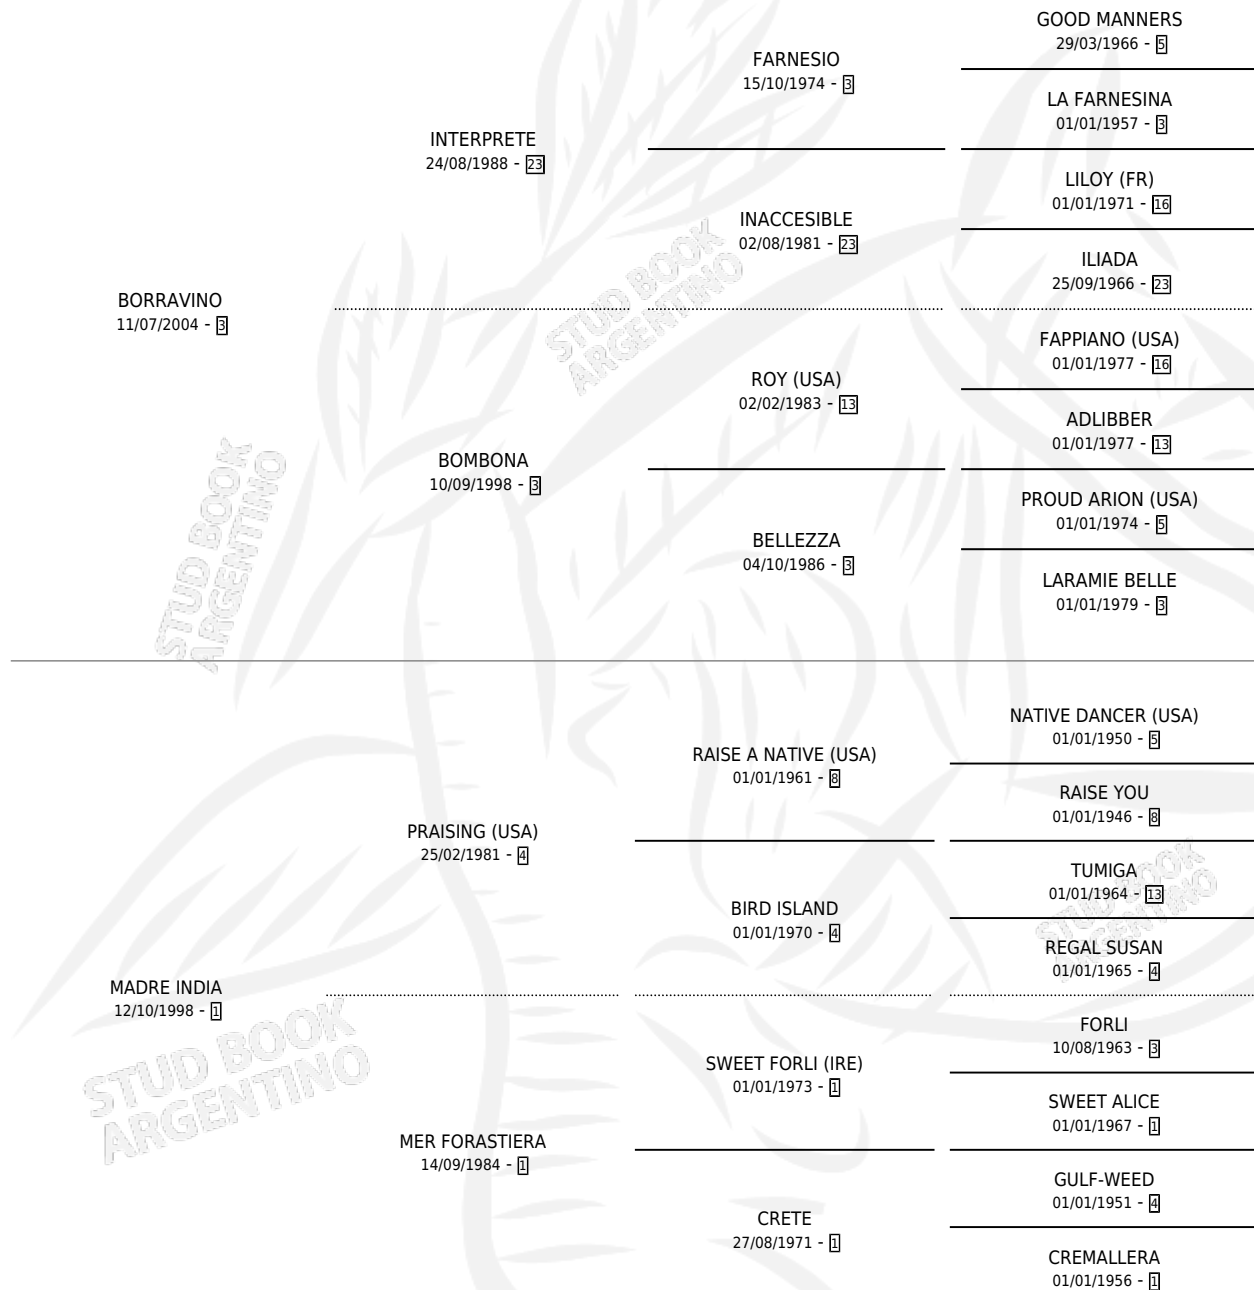 GOOD MANNERS
29/03/1966 - 5
FARNESIO
15/10/1974 - 3
LA FARNESINA
01/01/1957 - 3
INTERPRETE
24/08/1988 - 23
LILOY (FR)
01/01/1971 - 16
INACCESIBLE
02/08/1981 - 23
ILIADA
25/09/1966 - 23
BORRAVINO
11/07/2004 - 3
FAPPIANO (USA)
01/01/1977 - 16
ROY (USA)
02/02/1983 - 13
ADLIBBER
01/01/1977 - 13
BOMBONA
10/09/1998 - 3
PROUD ARION (USA)
01/01/1974 - 5
BELLEZZA
04/10/1986 - 3
LARAMIE BELLE
01/01/1979 - 3
NATIVE DANCER (USA)
01/01/1950 - 5
RAISE A NATIVE (USA)
01/01/1961 - 8
RAISE YOU
01/01/1946 - 8
PRAISING (USA)
25/02/1981 - 4
TUMIGA
01/01/1964 - 13
BIRD ISLAND
01/01/1970 - 4
REGAL SUSAN
01/01/1965 - 4
MADRE INDIA
12/10/1998 - 1
FORLI
10/08/1963 - 3
SWEET FORLI (IRE)
01/01/1973 - 1
SWEET ALICE
01/01/1967 - 1
MER FORASTIERA
14/09/1984 - 1
GULF-WEED
01/01/1951 - 4
CRETE
27/08/1971 - 1
CREMALLERA
01/01/1956 - 1
STUD BOOK
ARGENTINO
STUD BOOK
ARGENTINO
STUD BOOK
ARGENTINO
STUD BOOK
ARGENTINO